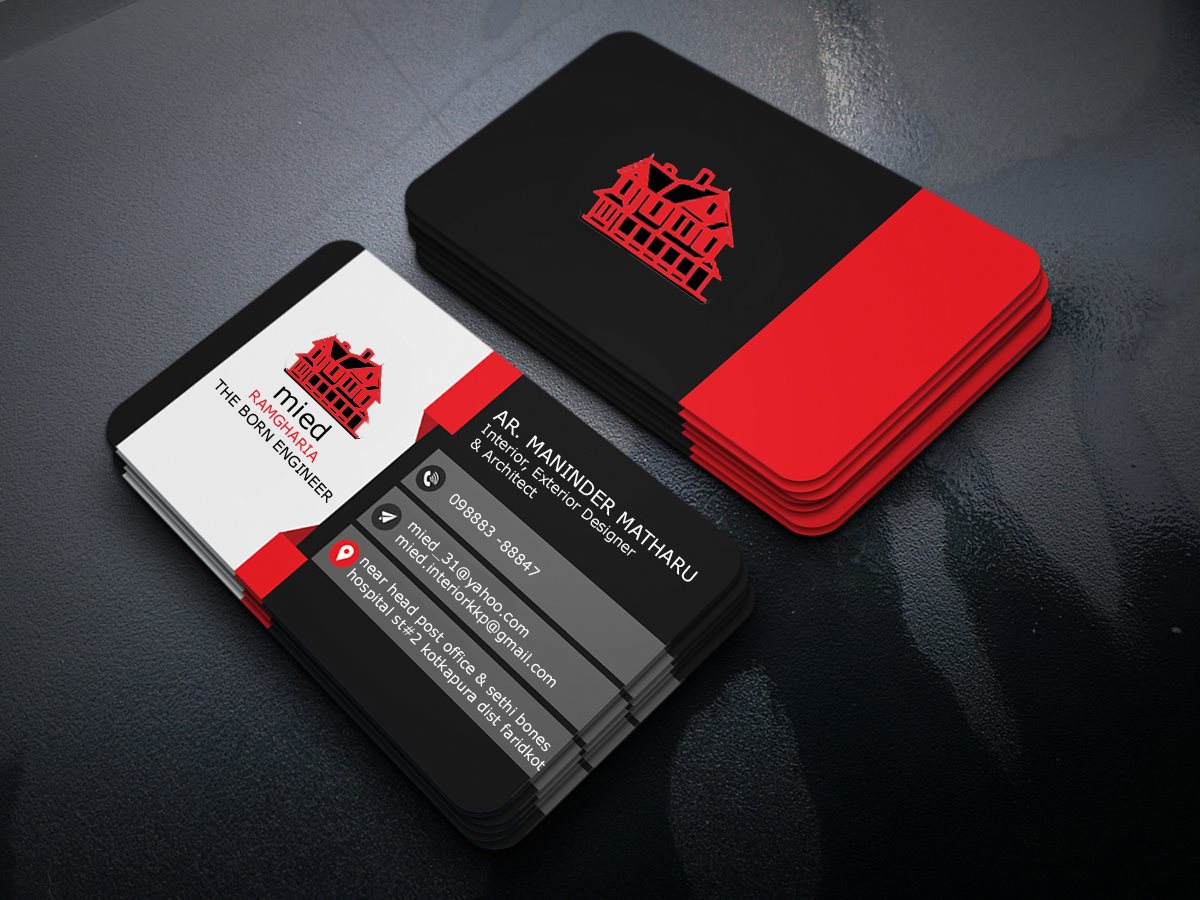 mied
RAMGHARIA
THE BORN ENGINEER
AR. MANINDER MATHARU
Interior, Exterior Designer
& Architect
098883 -88847
mied_31@yahoo.com
mied.interiorkkp@gmail.com
near head post office & sethi bones
hospital st#2 kotkapura dist faridkot